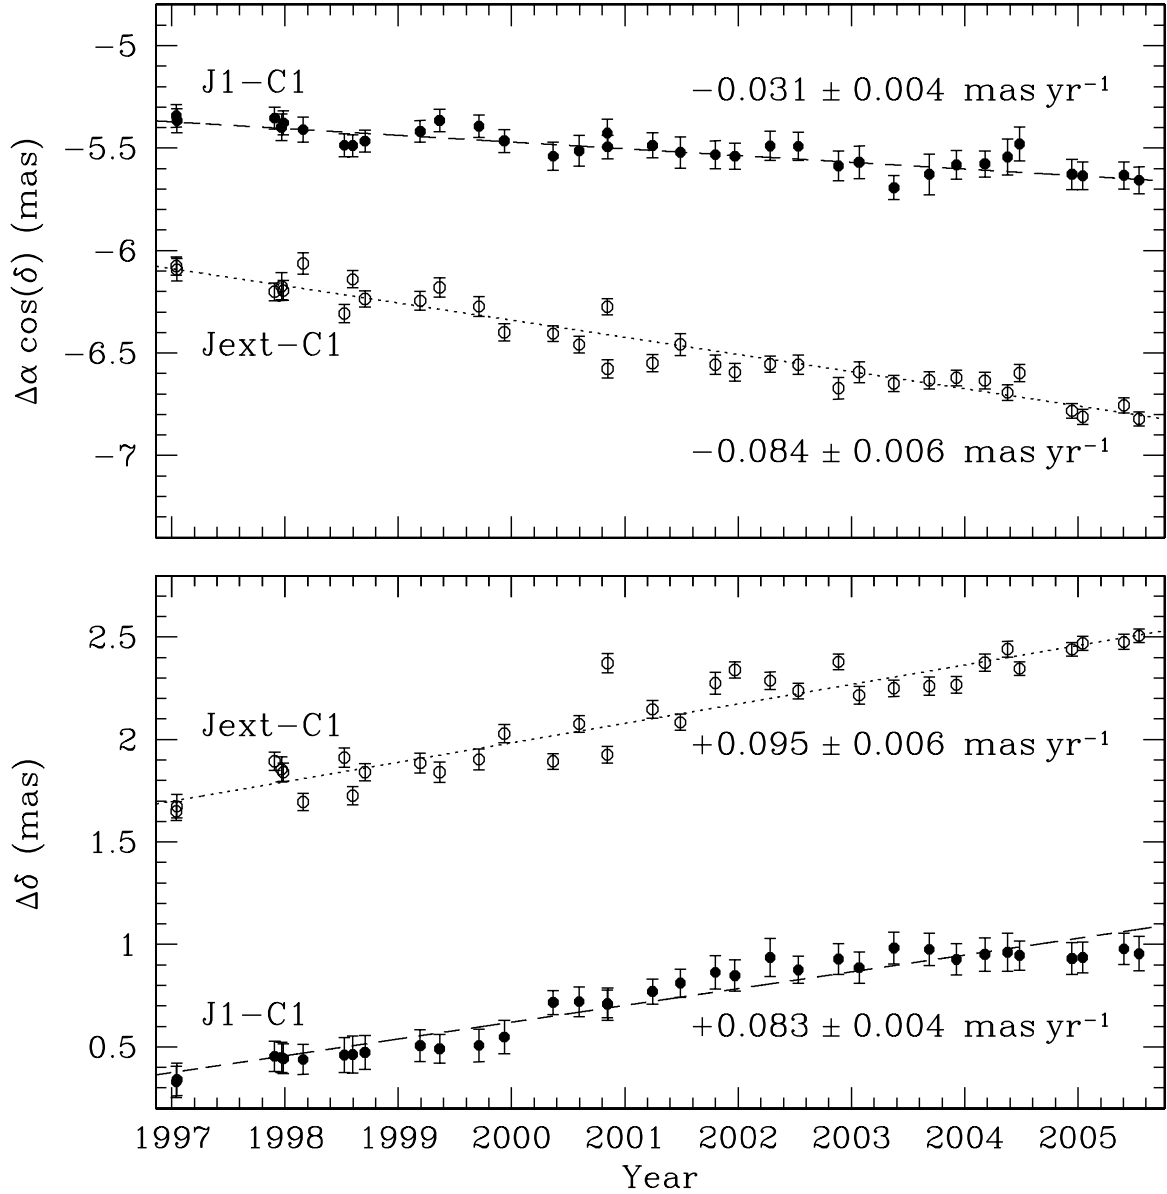 −5
J1−C1
−0.031 ± 0.004 mas yr⁻¹
−5.5
−6
Δα cos(δ) (mas)
Jext−C1
−6.5
−7
−0.084 ± 0.006 mas yr⁻¹
2.5
Jext−C1
2
+0.095 ± 0.006 mas yr⁻¹
Δδ (mas)
1.5
1
J1−C1
+0.083 ± 0.004 mas yr⁻¹
0.5
1997 1998 1999 2000 2001 2002 2003 2004 2005
Year